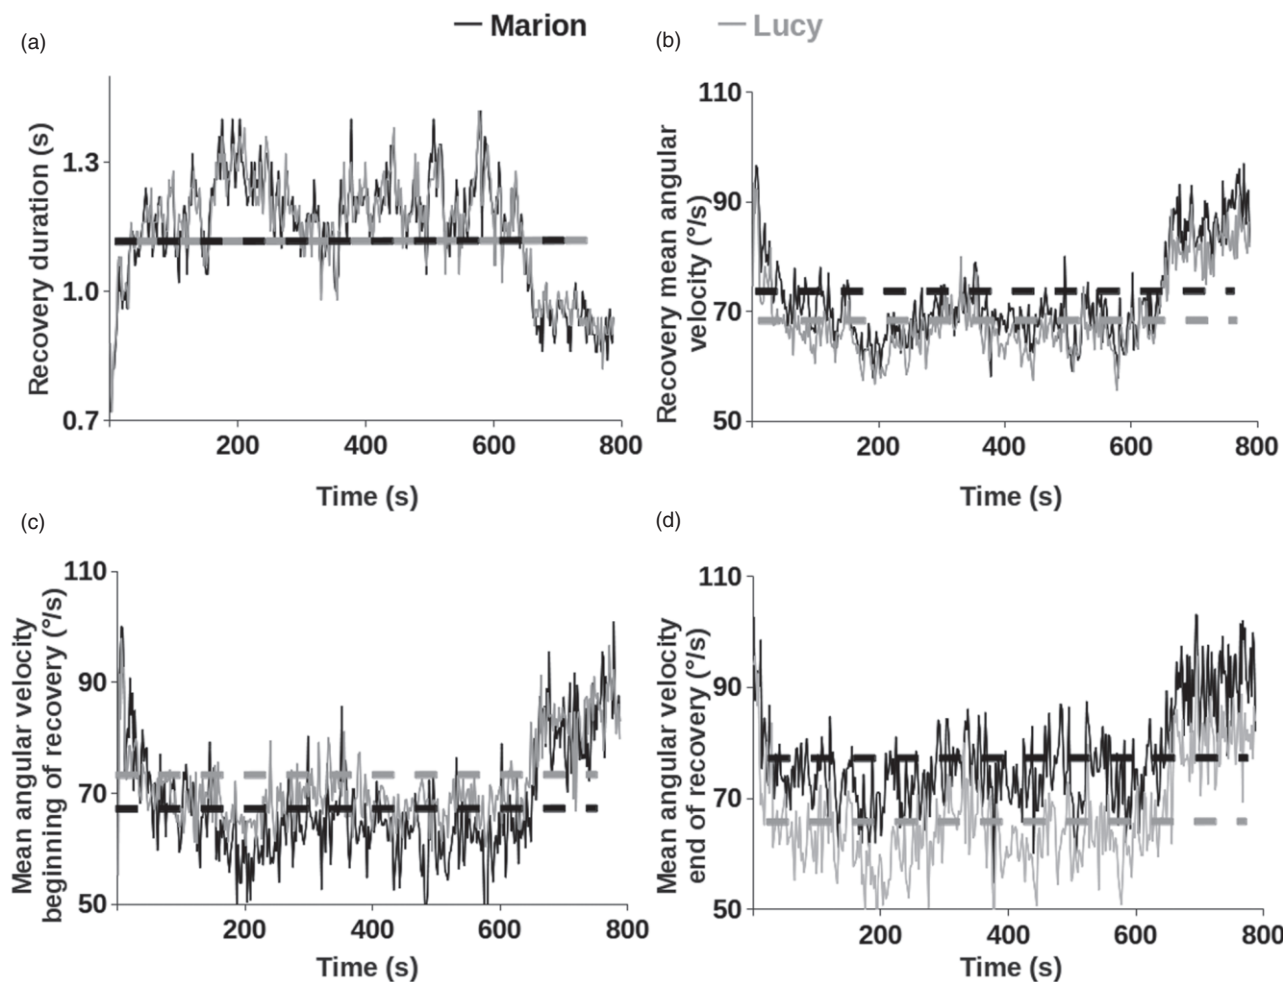 Marion Lucy
(a)
Recovery duration (s)
1.3
1.0
0.7
200 400 600 800
Time (s)
(b)
Recovery mean angular
velocity (°/s)
110
90
70
50
200 400 600 800
Time (s)
(c)
Mean angular velocity
beginning of recovery (°/s)
110
90
70
50
200 400 600 800
Time (s)
(d)
Mean angular velocity
end of recovery (°/s)
110
90
70
50
200 400 600 800
Time (s)